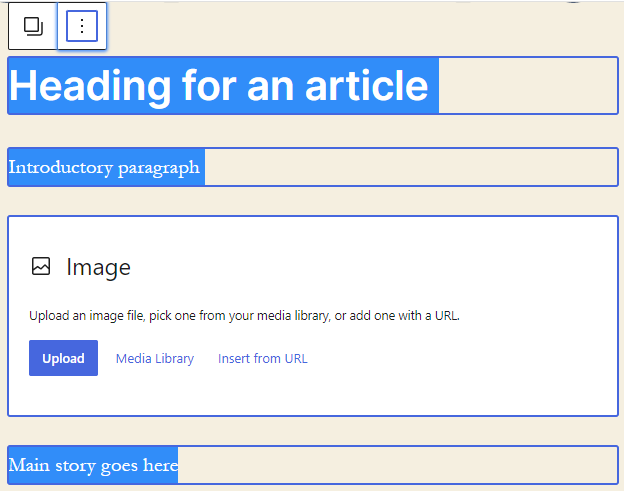 Heading for an article
Introductory paragraph
Image
Upload an image file, pick one from your media library, or add one with a URL.
Upload Media Library Insert from URL
Main story goes here